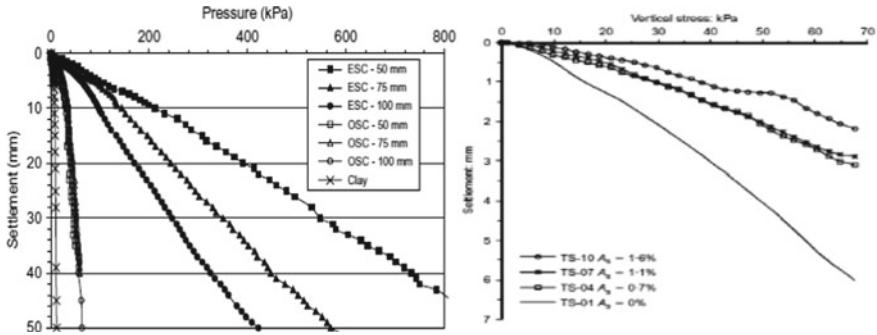 Pressure (kPa)
0 200 400 600 800
Settlement (mm)
0
10
20
30
40
50
ESC - 50 mm
ESC - 75 mm
ESC - 100 mm
OSC - 50 mm
OSC - 75 mm
OSC - 100 mm
Clay
Vertical stress: kPa
0 10 20 30 40 50 60 70
Settlement: mm
0
1
2
3
4
5
6
7
TS-10 Aₛ – 1·6%
TS-07 Aₛ – 1·1%
TS-04 Aₛ – 0·7%
TS-01 Aₛ – 0%